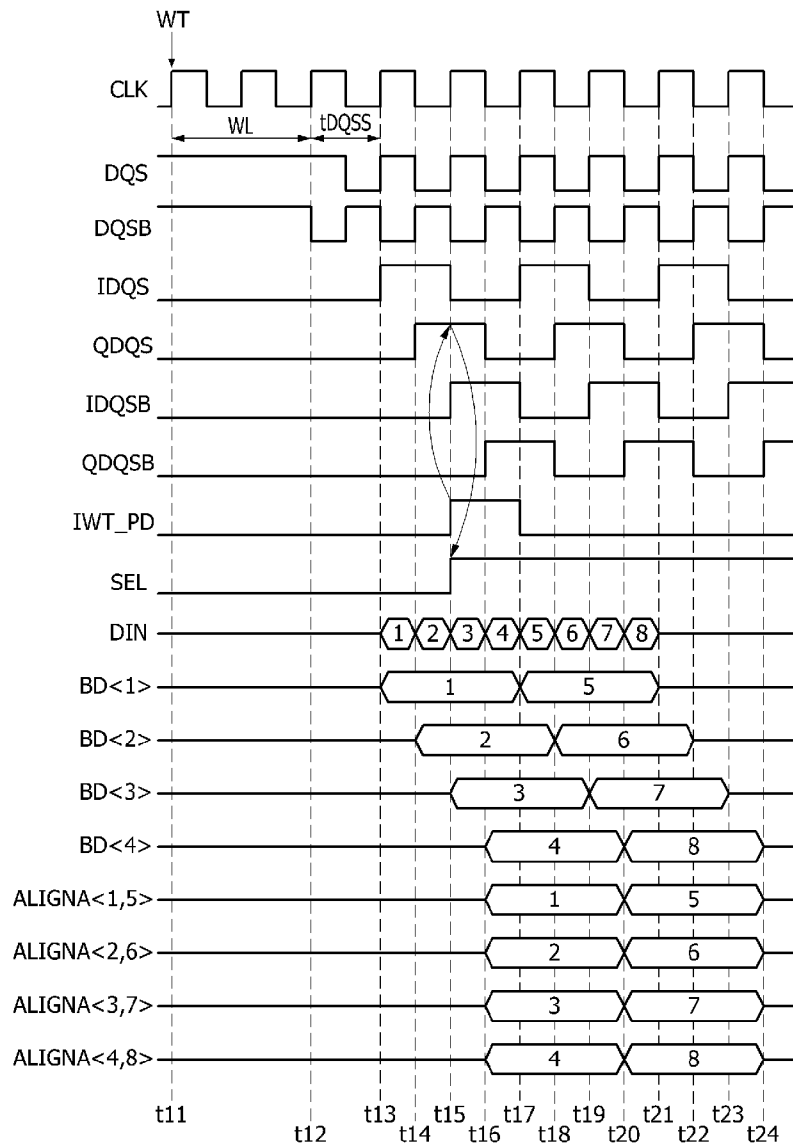 WT
CLK
WL tDQSS
DQS
DQSB
IDQS
QDQS
IDQSB
QDQSB
IWT_PD
SEL
DIN 1 2 3 4 5 6 7 8
BD<1> 1 5
BD<2> 2 6
BD<3> 3 7
BD<4> 4 8
ALIGNA<1,5> 1 5
ALIGNA<2,6> 2 6
ALIGNA<3,7> 3 7
ALIGNA<4,8> 4 8
t11 t13 t15 t17 t19 t21 t23
t12 t14 t16 t18 t20 t22 t24